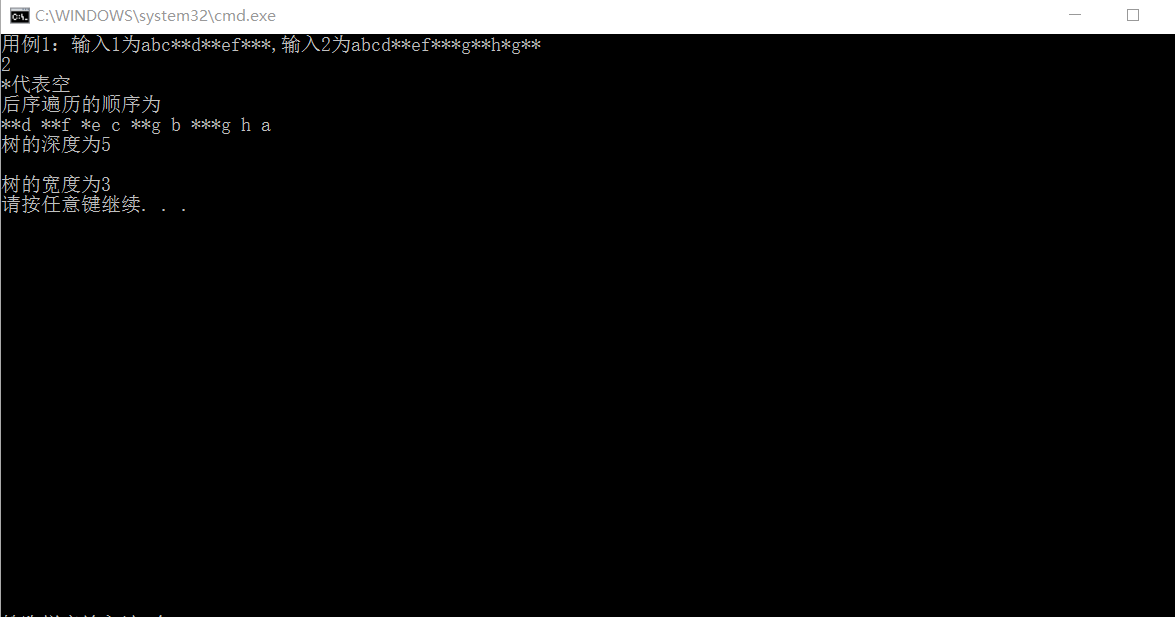 C:\WINDOWS\system32\cmd.exe
用例1：输入1为abc**d**ef***,输入2为abcd**ef***g**h*g**
2
*代表空
后序遍历的顺序为
**d **f *e c **g b ***g h a
树的深度为5
树的宽度为3
请按任意键继续. . .